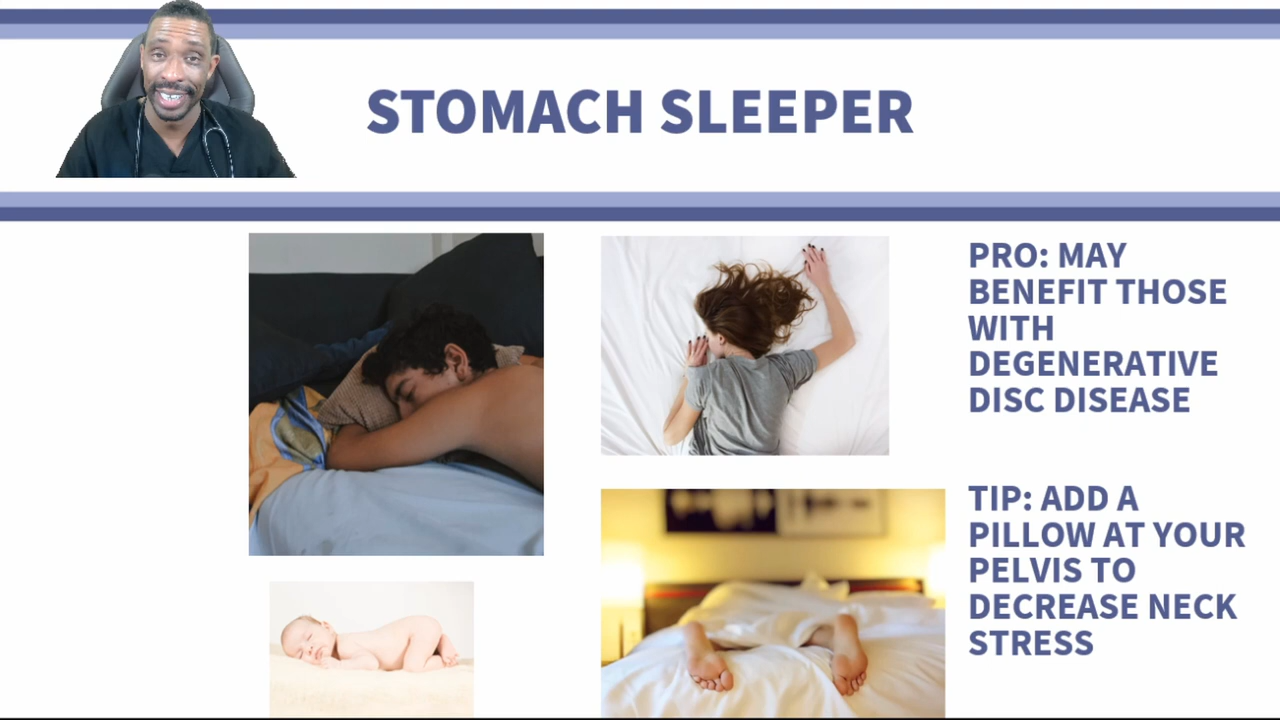 STOMACH SLEEPER
PRO: MAY
BENEFIT THOSE
WITH
DEGENERATIVE
DISC DISEASE
TIP: ADD A
PILLOW AT YOUR
PELVIS TO
DECREASE NECK
STRESS